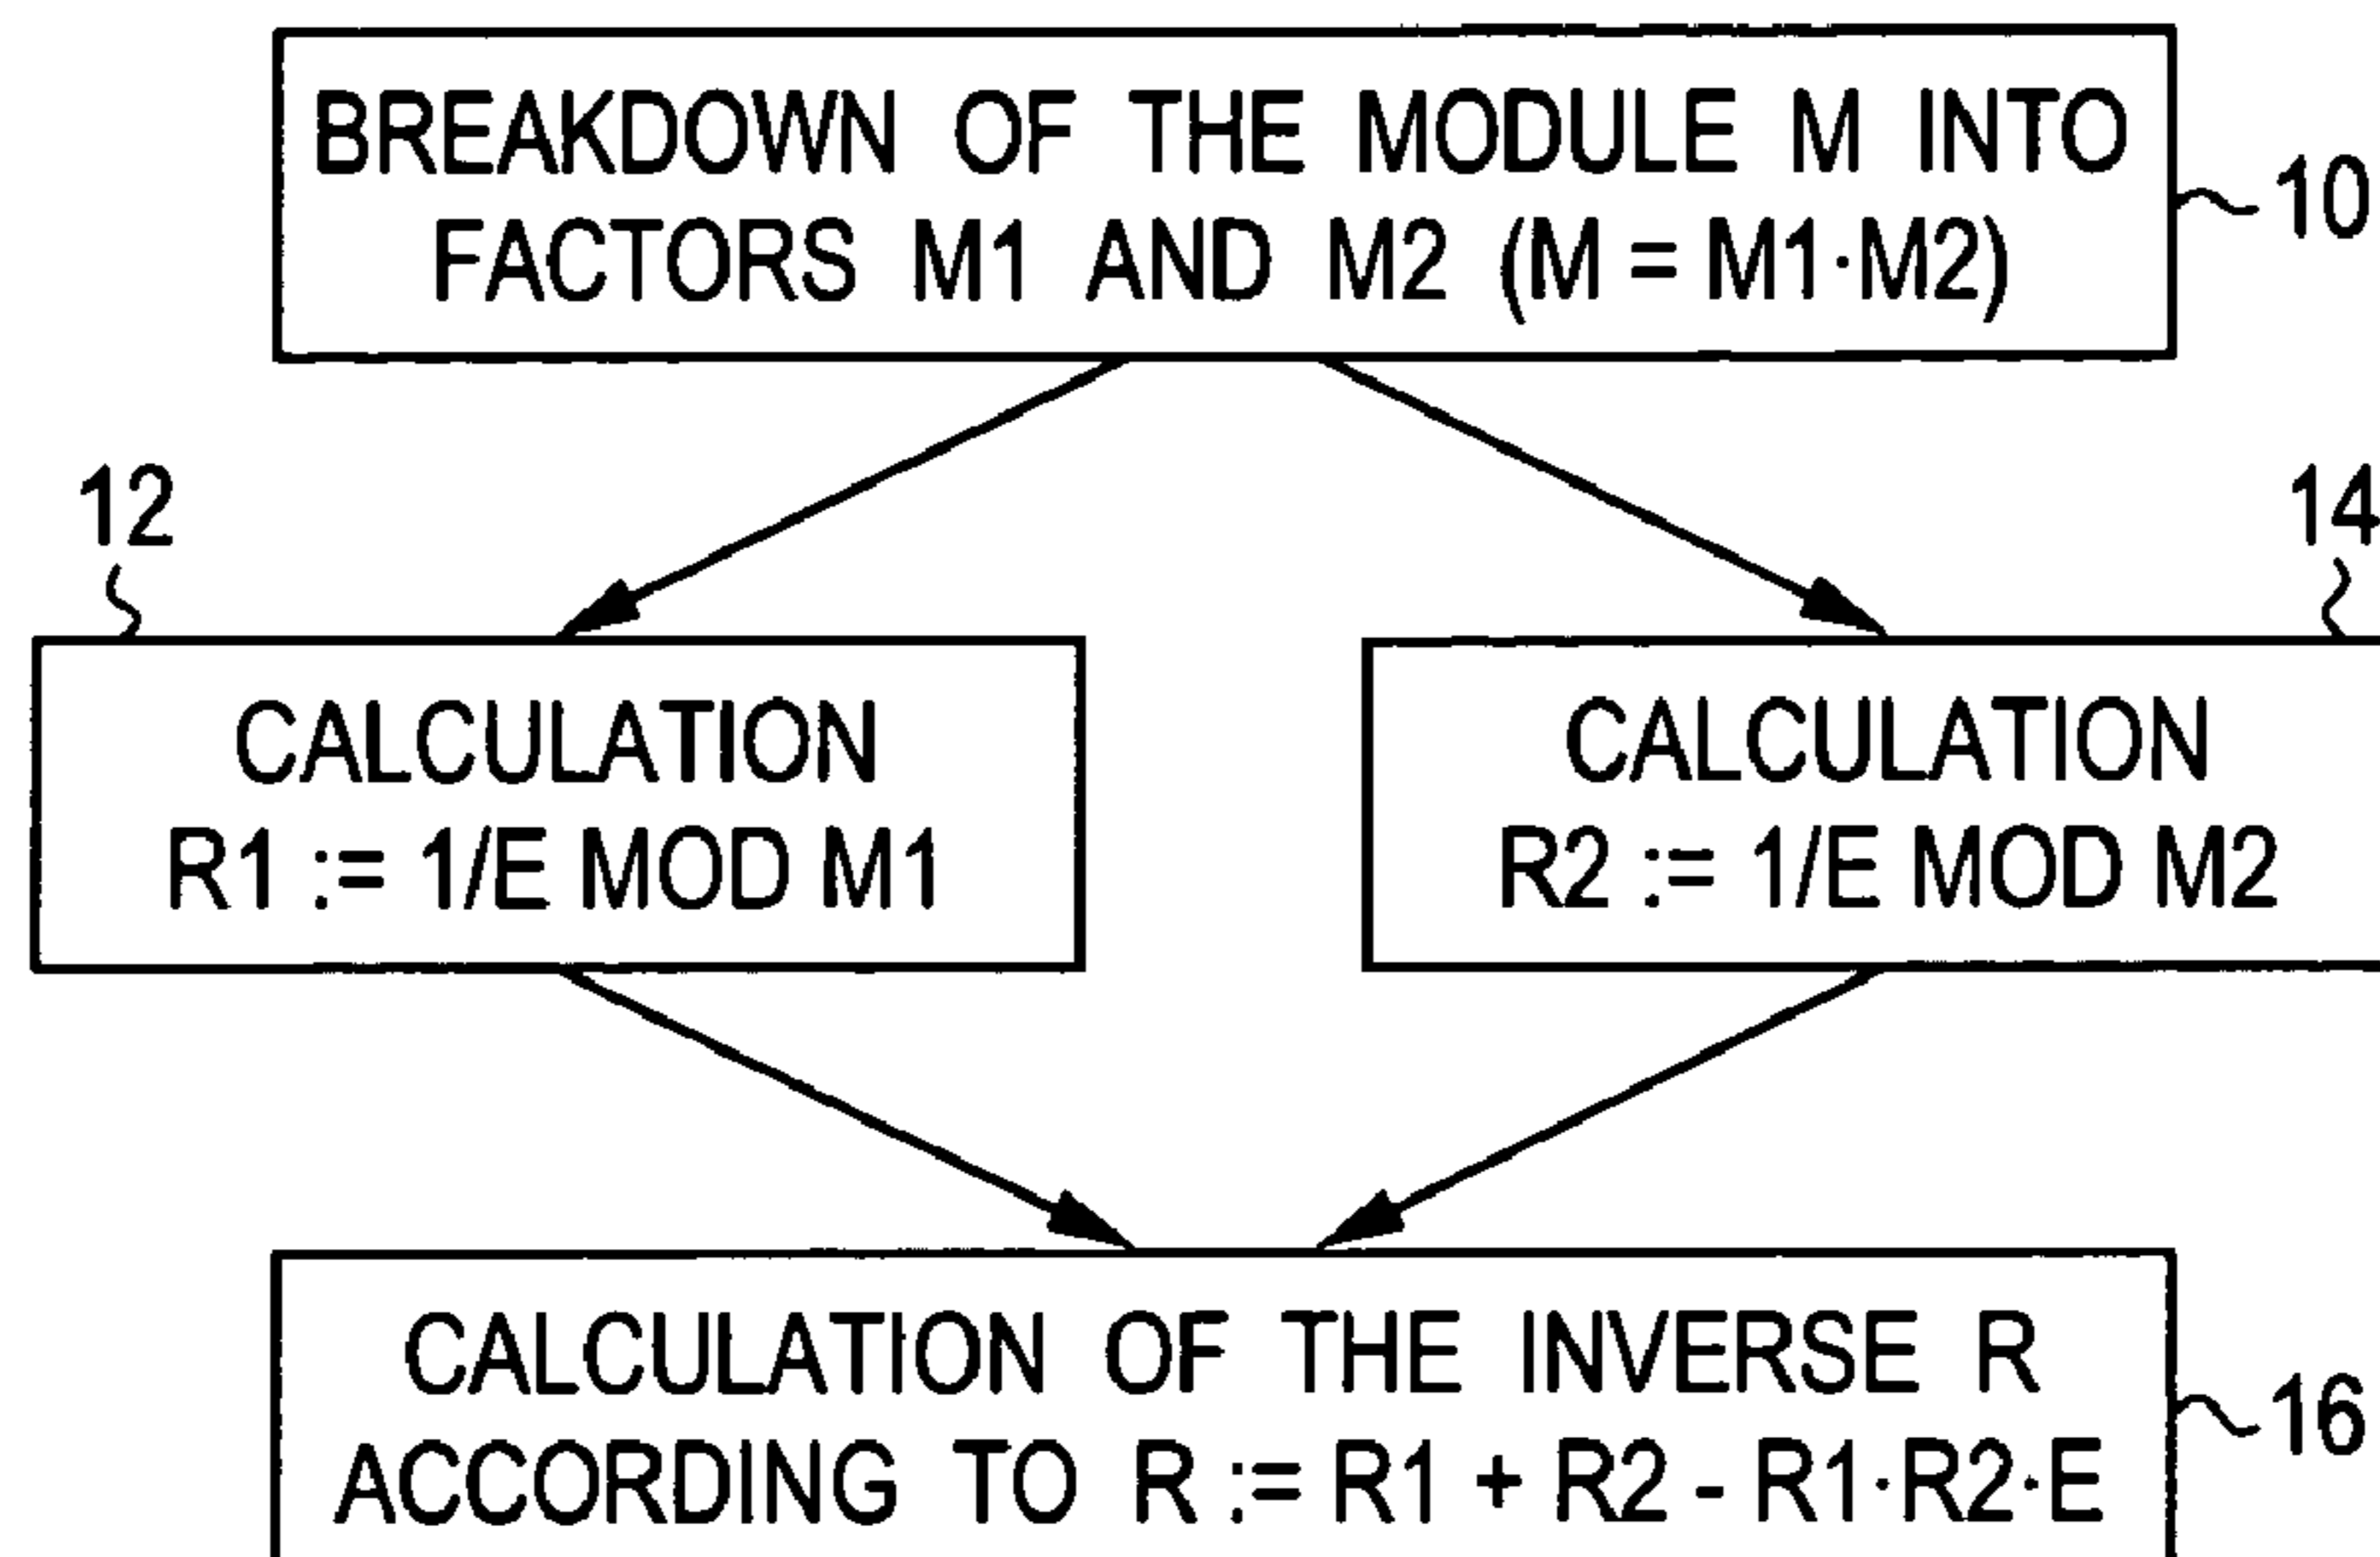 BREAKDOWN OF THE MODULE M INTO
FACTORS M1 AND M2 (M = M1·M2)
10
12
14
CALCULATION
R1 := 1/E MOD M1
CALCULATION
R2 := 1/E MOD M2
CALCULATION OF THE INVERSE R
ACCORDING TO R := R1 + R2 - R1·R2·E
16